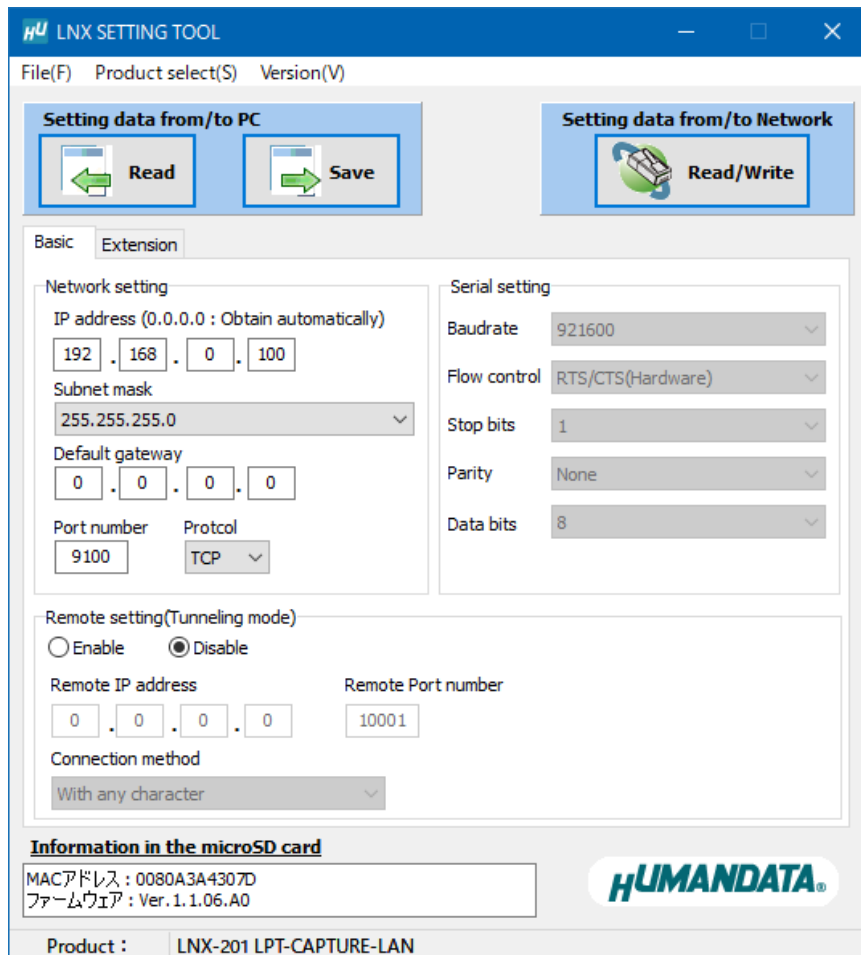 HU LNX SETTING TOOL
File(F) Product select(S) Version(V)
Setting data from/to PC
Read
Save
Setting data from/to Network
Read/Write
Basic
Extension
Network setting
IP address (0.0.0.0 : Obtain automatically)
192 . 168 . 0 . 100
Subnet mask
255.255.255.0
Default gateway
0 . 0 . 0 . 0
Port number Protcol
9100 TCP
Serial setting
Baudrate 921600
Flow control RTS/CTS(Hardware)
Stop bits 1
Parity None
Data bits 8
Remote setting(Tunneling mode)
Enable Disable
Remote IP address Remote Port number
0 . 0 . 0 . 0 10001
Connection method
With any character
Information in the microSD card
MACアドレス : 0080A3A4307D
ファームウェア : Ver.1.1.06.A0
HUMANDATA®
Product : LNX-201 LPT-CAPTURE-LAN